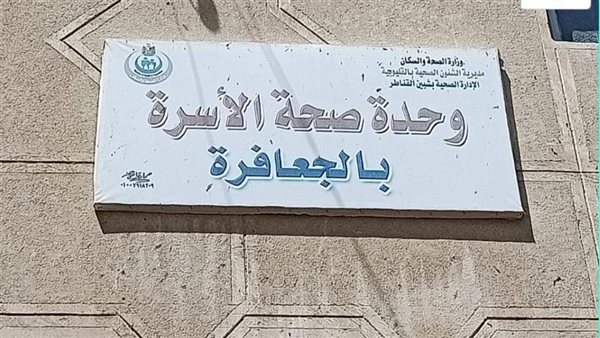 وزارة الصحة والسكان
مديرية الشئون الصحية بالقليوبية
الإدارة الصحية بشبين القناطر
وحدة صحة الأسرة
بالجعافرة